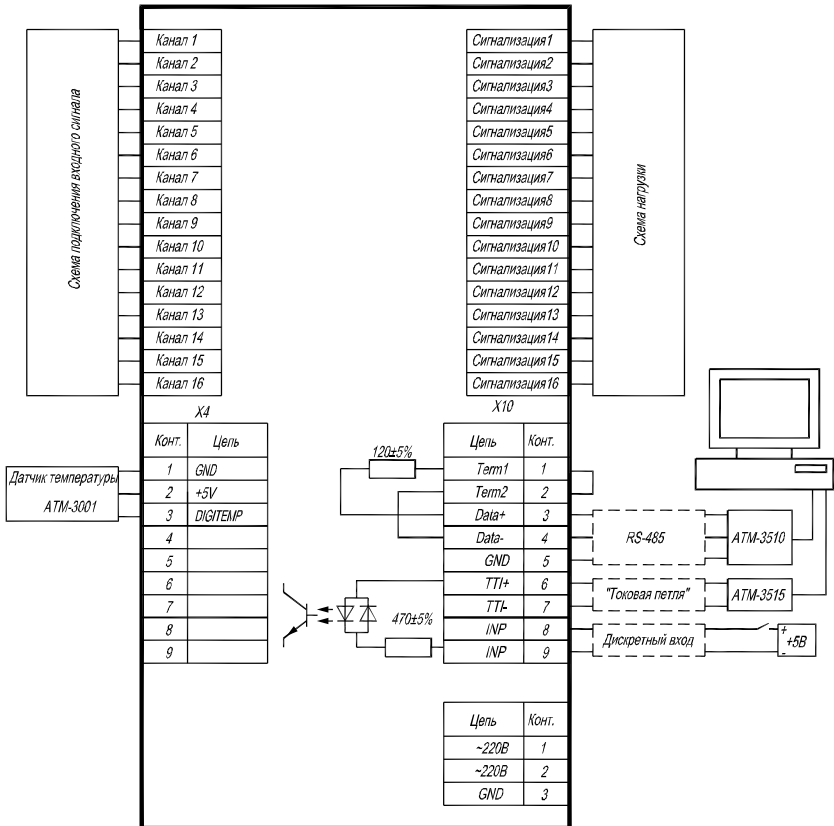 Схема подключения входного сигнала
Канал 1
Канал 2
Канал 3
Канал 4
Канал 5
Канал 6
Канал 7
Канал 8
Канал 9
Канал 10
Канал 11
Канал 12
Канал 13
Канал 14
Канал 15
Канал 16
Сигнализация1
Сигнализация2
Сигнализация3
Сигнализация4
Сигнализация5
Сигнализация6
Сигнализация7
Сигнализация8
Сигнализация9
Сигнализация10
Сигнализация11
Сигнализация12
Сигнализация13
Сигнализация14
Сигнализация15
Сигнализация16
Схема нагрузки
X4
Конт. Цепь
1 GND
2 +5V
3 DIGITEMP
4
5
6
7
8
9
Датчик температуры
АТМ-3001
120±5%
470±5%
X10
Цепь Конт.
Term1 1
Term2 2
Data+ 3
Data- 4
GND 5
TTI+ 6
TTI- 7
INP 8
INP 9
RS-485
АТМ-3510
"Токовая петля"
АТМ-3515
Дискретный вход
+
+5В
-
Цепь Конт.
~220В 1
~220В 2
GND 3